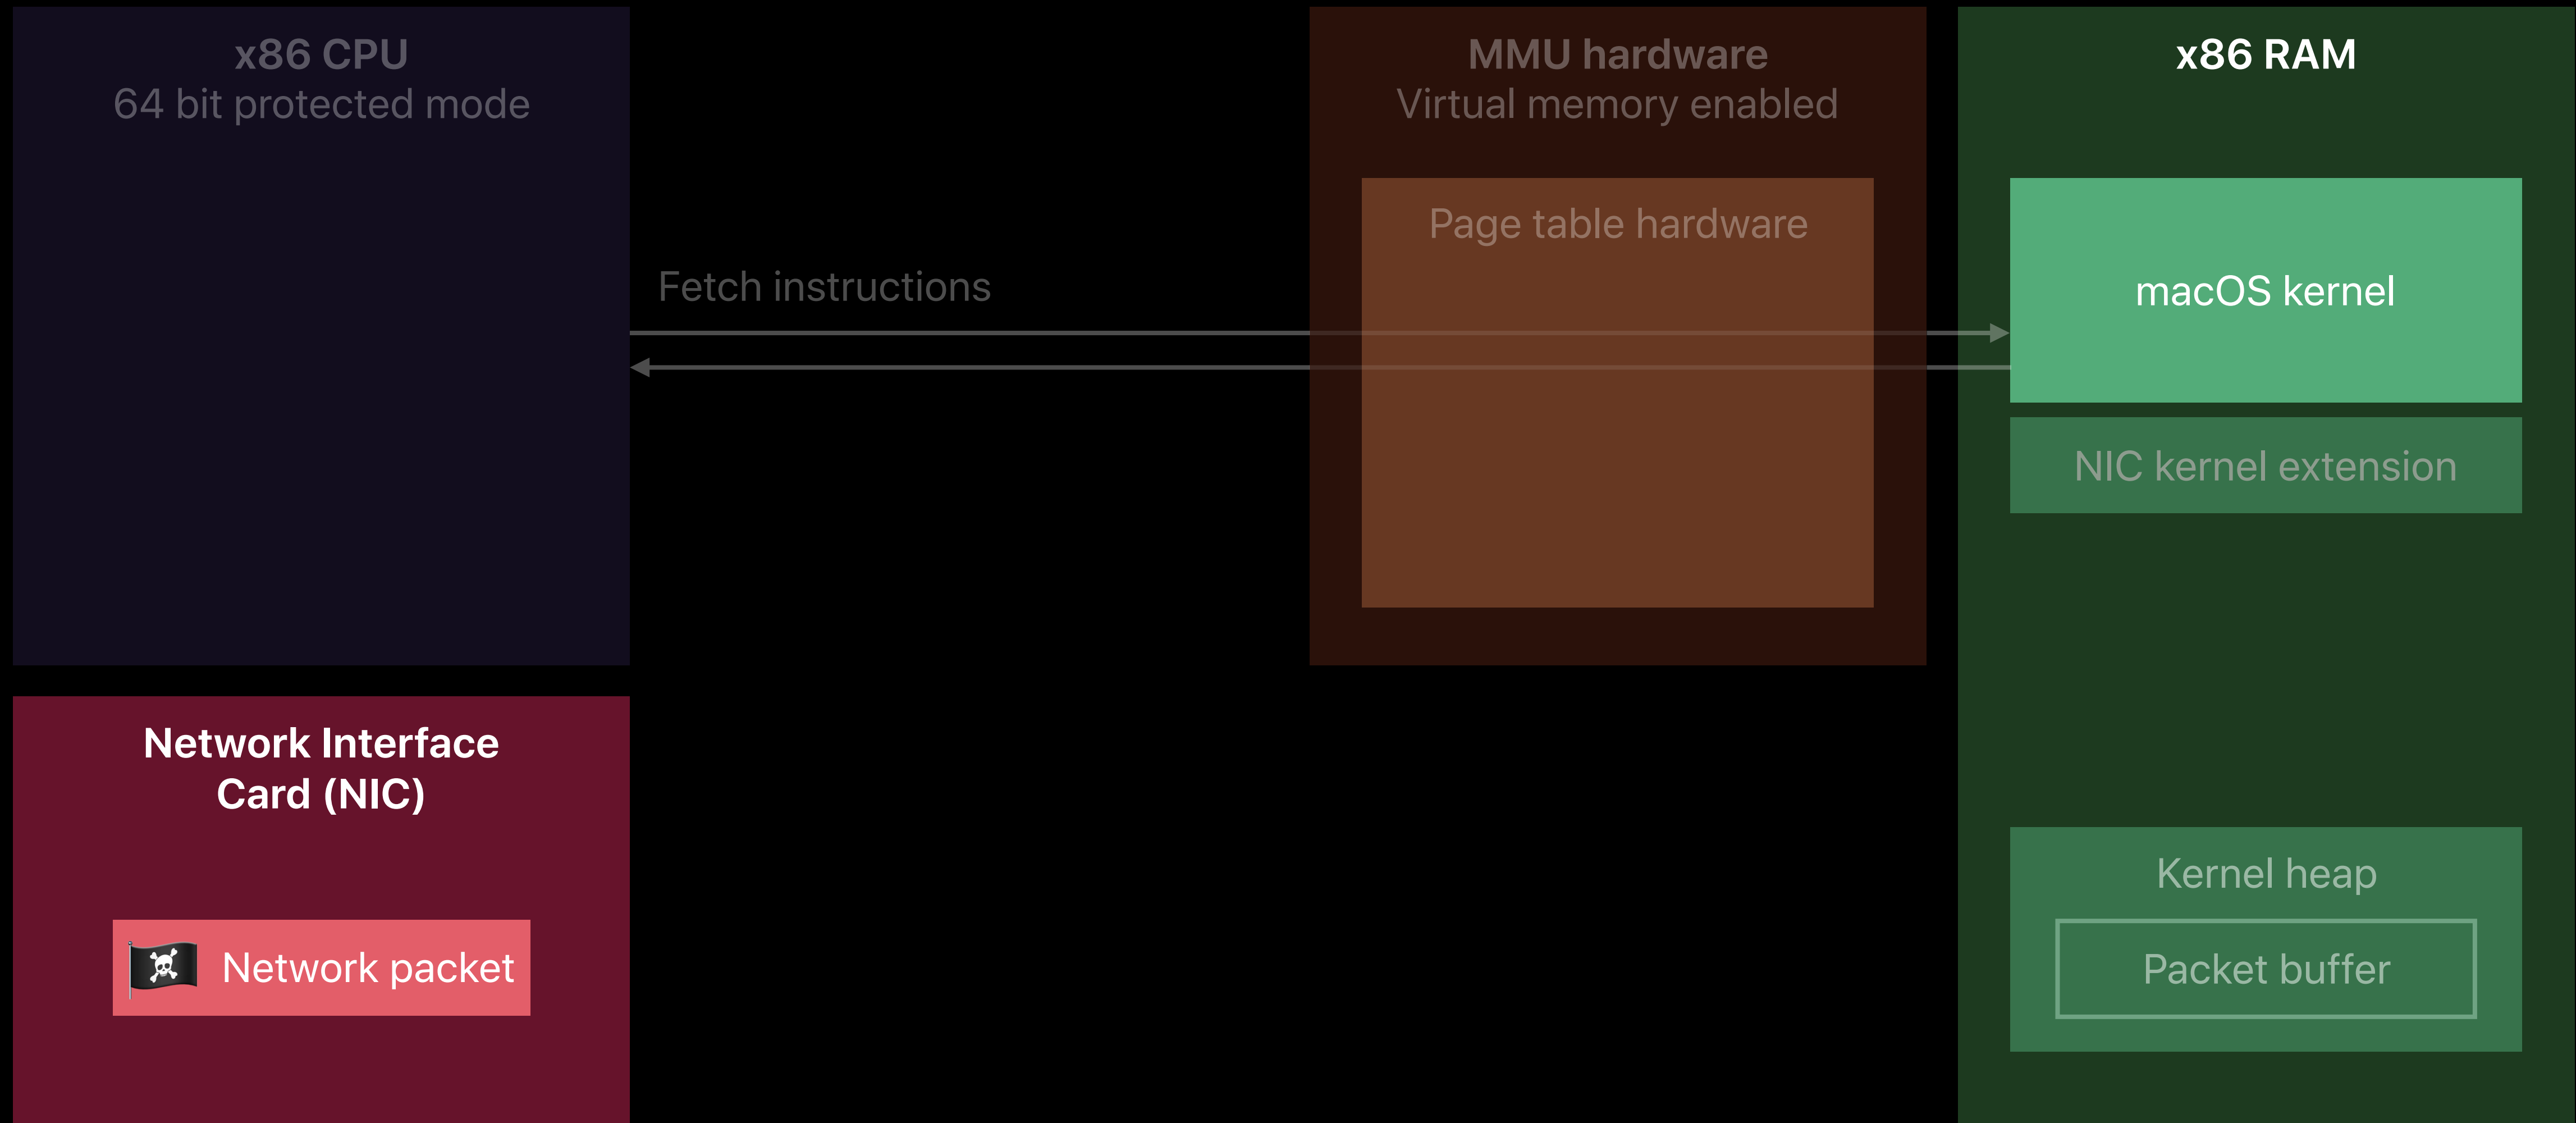 x86 CPU
64 bit protected mode
MMU hardware
Virtual memory enabled
x86 RAM
Page table hardware
Fetch instructions
macOS kernel
NIC kernel extension
Network Interface
Card (NIC)
Network packet
Kernel heap
Packet buffer